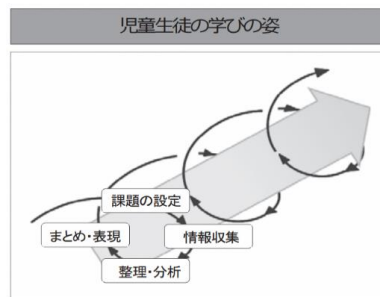 児童生徒の学びの姿
課題の設定
まとめ・表現
情報収集
整理・分析